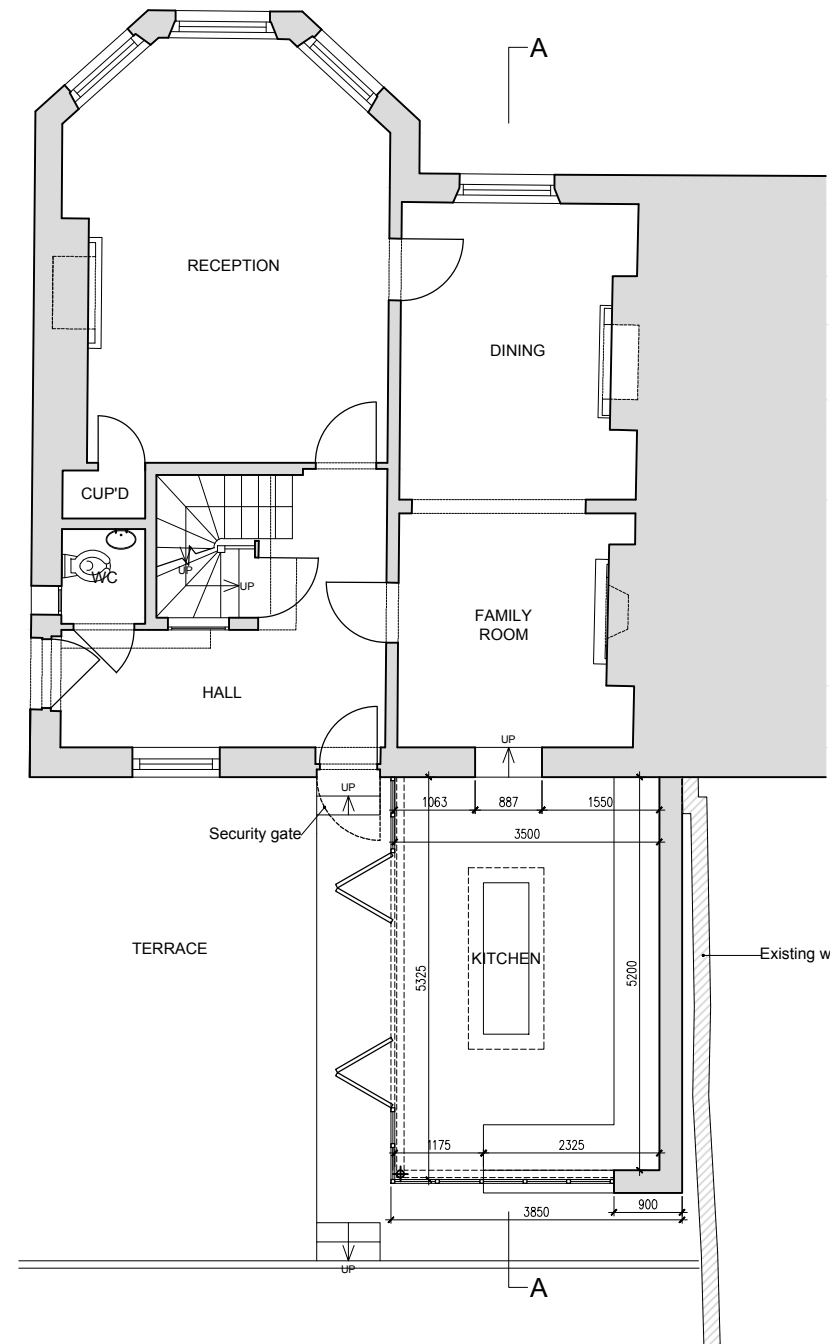 A
RECEPTION
DINING
CUP'D
WC
UP
UP
FAMILY
ROOM
HALL
UP
UP
1063
887
1550
Security gate
3500
TERRACE
KITCHEN
Existing w
5325
5200
1175
2325
900
3850
UP
A